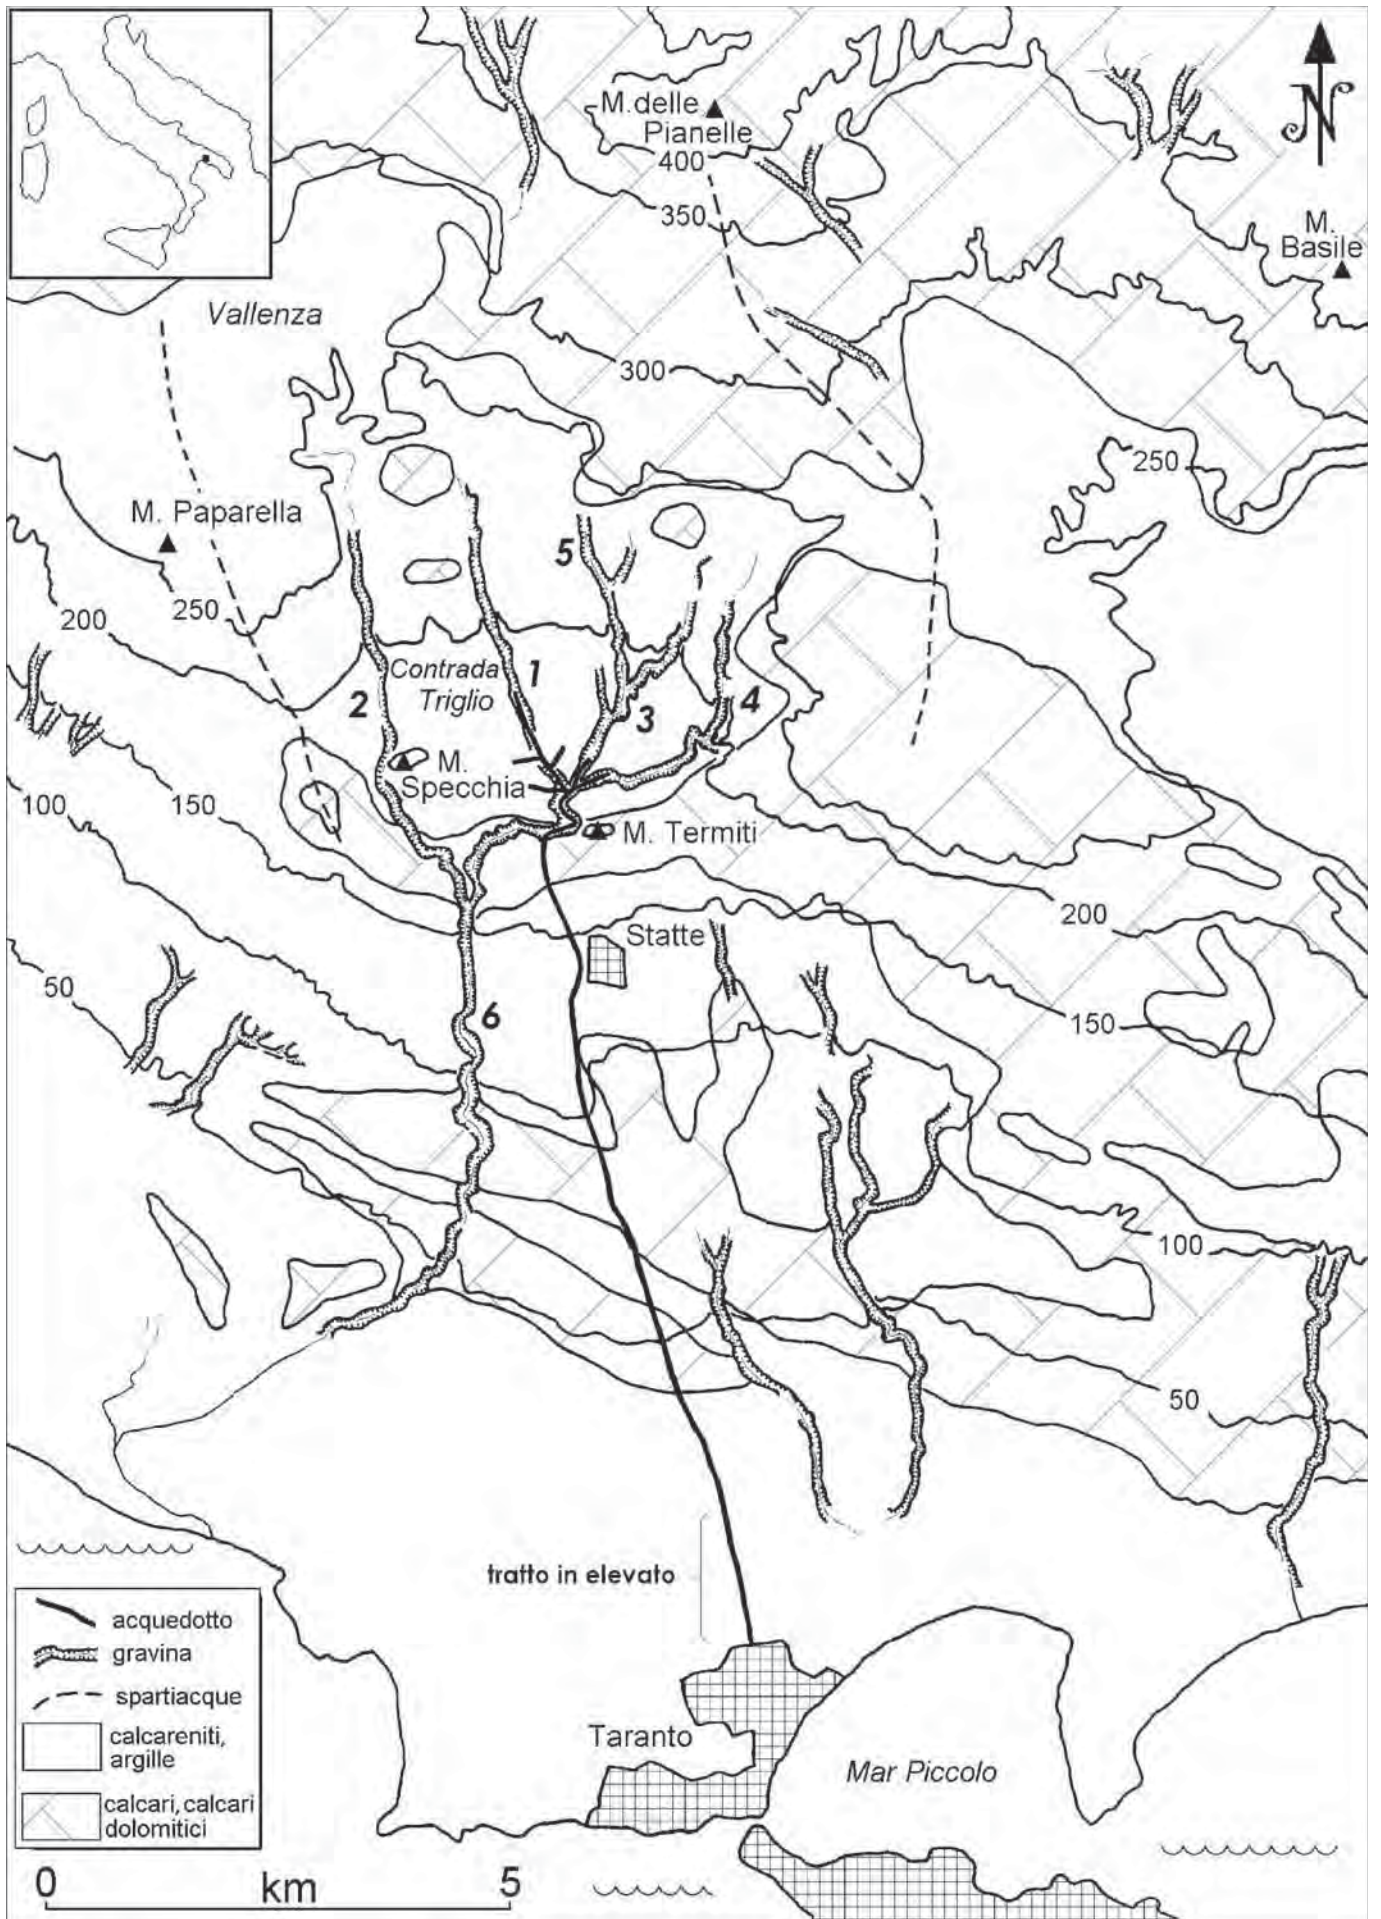 M. delle
Pianelle
400
N
350
M.
Basile
Vallenza
300
250
M. Paparella
5
250
200
Contrada
Triglio
1
2
3
4
M.
Specchia
100
150
M. Termiti
200
Statte
50
6
150
100
50
tratto in elevato
acquedotto
gravina
spartiacque
calcareniti,
argille
calcari, calcari
dolomitici
Taranto
Mar Piccolo
0 km 5